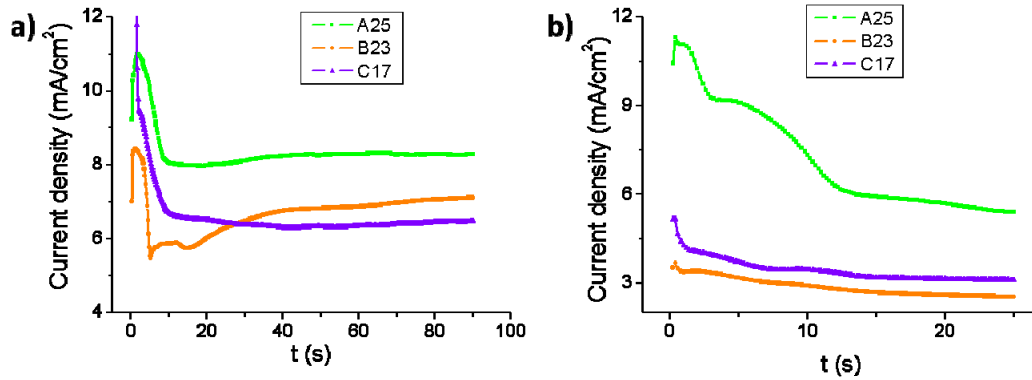 a)
A25
B23
C17
Current density (mA/cm²)
12
10
8
6
4
0 20 40 60 80 100
t (s)
b)
A25
B23
C17
Current density (mA/cm²)
12
9
6
3
0 10 20
t (s)